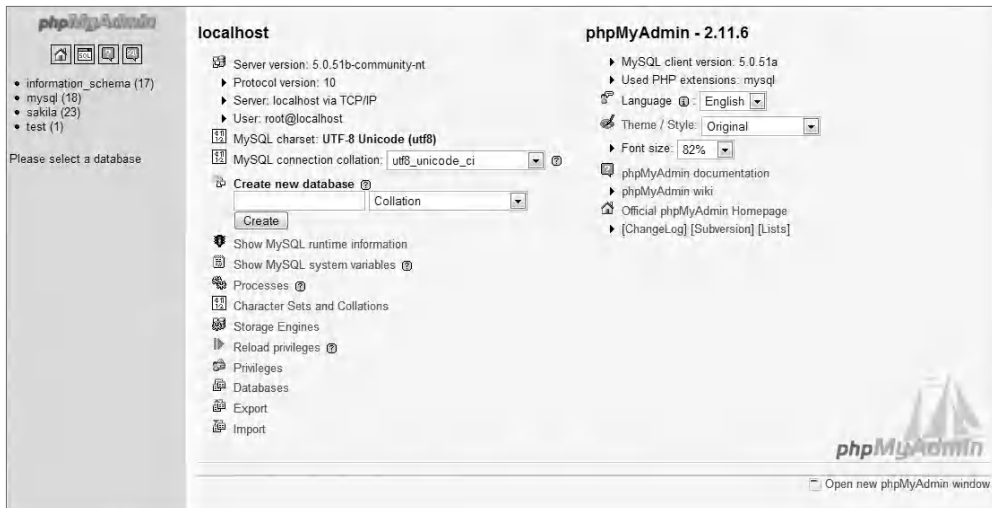 phpMyAdmin
information_schema (17)
mysql (18)
sakila (23)
test (1)
Please select a database
localhost
Server version: 5.0.51b-community-nt
Protocol version: 10
Server: localhost via TCP/IP
User: root@localhost
MySQL charset: UTF-8 Unicode (utf8)
MySQL connection collation: utf8_unicode_ci
Create new database
Collation
Create
Show MySQL runtime information
Show MySQL system variables
Processes
Character Sets and Collations
Storage Engines
Reload privileges
Privileges
Databases
Export
Import
phpMyAdmin - 2.11.6
MySQL client version: 5.0.51a
Used PHP extensions: mysql
Language : English
Theme / Style: Original
Font size: 82%
phpMyAdmin documentation
phpMyAdmin wiki
Official phpMyAdmin Homepage
[ChangeLog] [Subversion] [Lists]
phpMyAdmin
Open new phpMyAdmin window